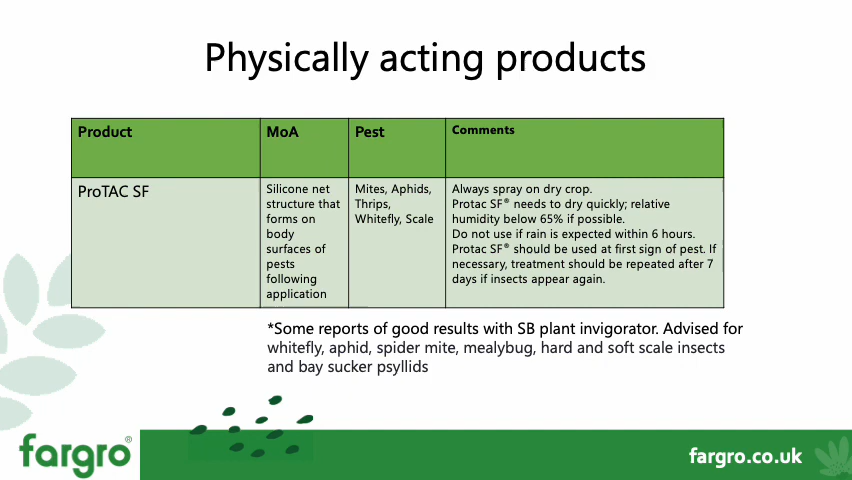 Physically acting products
Product MoA Pest Comments
ProTAC SF
Silicone net
structure that
forms on
body
surfaces of
pests
following
application
Mites, Aphids,
Thrips,
Whitefly, Scale
Always spray on dry crop.
Protac SF® needs to dry quickly; relative
humidity below 65% if possible.
Do not use if rain is expected within 6 hours.
Protac SF® should be used at first sign of pest. If
necessary, treatment should be repeated after 7
days if insects appear again.
*Some reports of good results with SB plant invigorator. Advised for
whitefly, aphid, spider mite, mealybug, hard and soft scale insects
and bay sucker psyllids
fargro®
fargro.co.uk